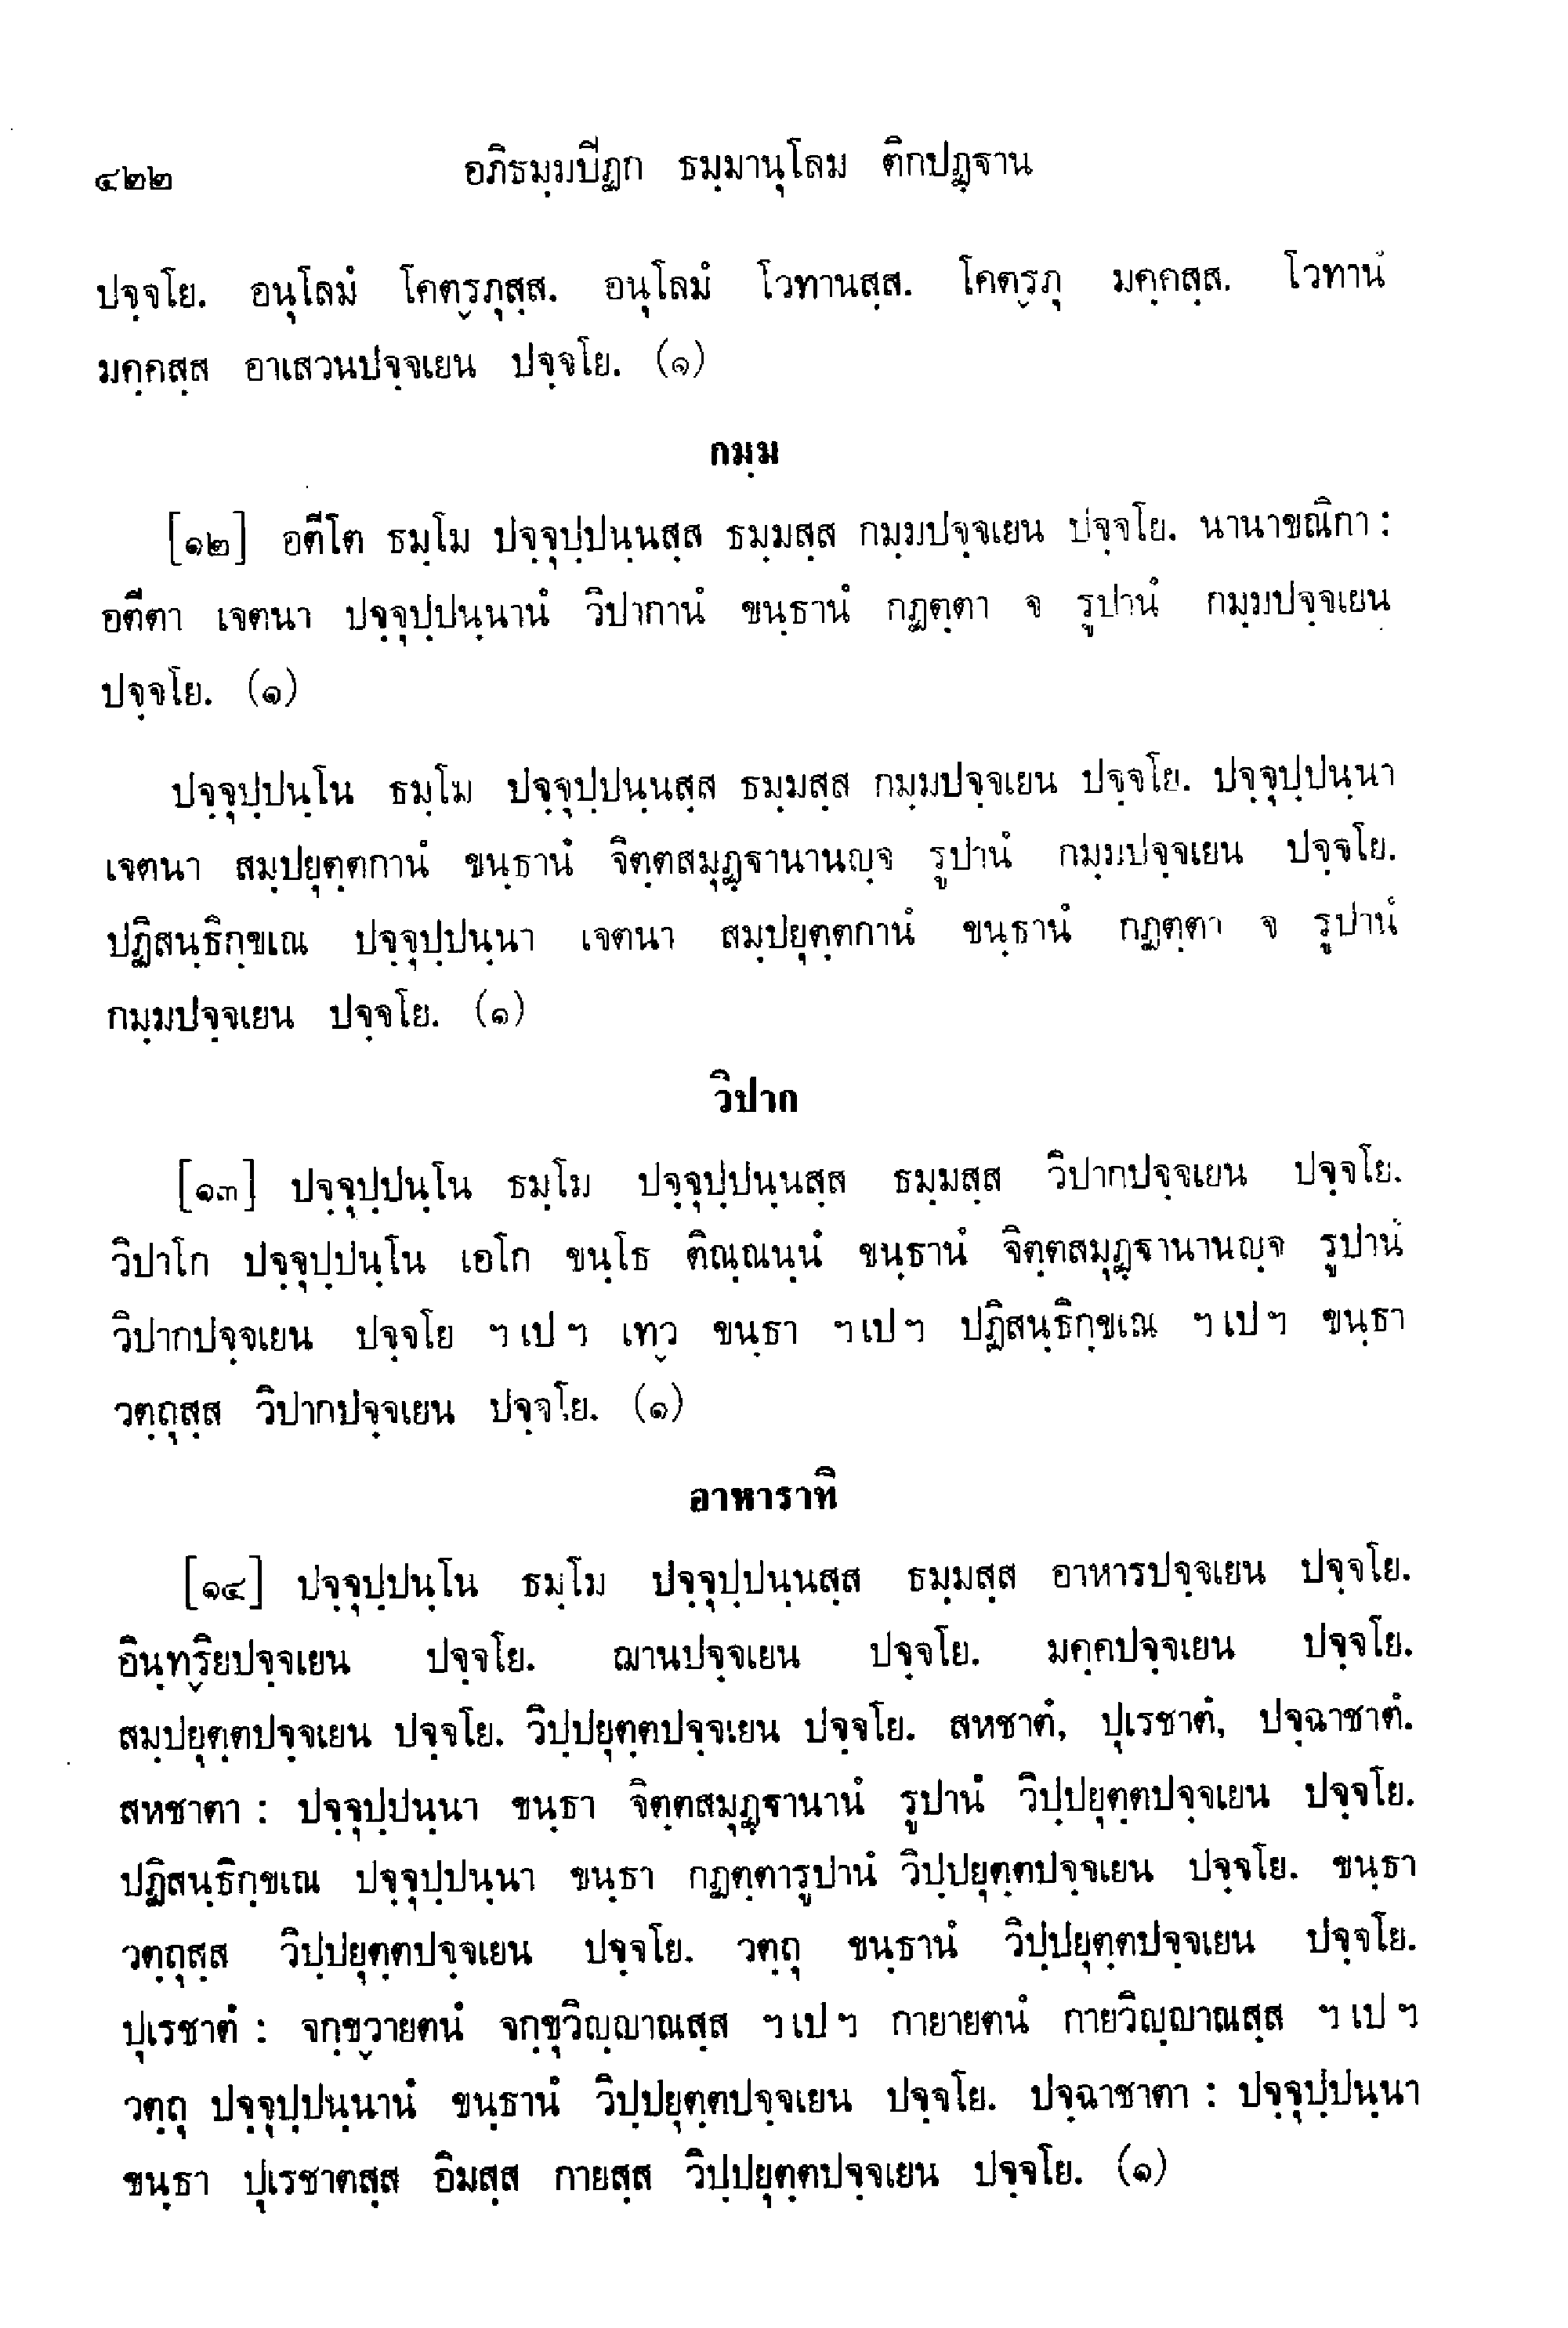 ๔๒๒ อภิธมฺมปิฏก ธมฺมานุโลม ติกปฏฺฐาน
ปจฺจโย. อนุโลมํ โคตฺรภุสฺส. อนุโลมํ โวทานสฺส. โคตฺรภุ มคฺคสฺส. โวทานํ
มคฺคสฺส อาเสวนปจฺจเยน ปจฺจโย. (๑)
กมฺม
[๑๒] อตีโต ธมฺโม ปจฺจุปฺปนฺนสฺส ธมฺมสฺส กมฺมปจฺจเยน ปจฺจโย. นานาขณิกา :
อตีตา เจตนา ปจฺจุปฺปนฺนานํ วิปากานํ ขนฺธานํ กฏตฺตา จ รูปานํ กมฺมปจฺจเยน
ปจฺจโย. (๑)
ปจฺจุปฺปนฺโน ธมฺโม ปจฺจุปฺปนฺนสฺส ธมฺมสฺส กมฺมปจฺจเยน ปจฺจโย. ปจฺจุปฺปนฺนา
เจตนา สมฺปยุตฺตกานํ ขนฺธานํ จิตฺตสมุฏฺฐานานญฺจ รูปานํ กมฺมปจฺจเยน ปจฺจโย.
ปฏิสนฺธิกฺขเณ ปจฺจุปฺปนฺนา เจตนา สมฺปยุตฺตกานํ ขนฺธานํ กฏตฺตา จ รูปานํ
กมฺมปจฺจเยน ปจฺจโย. (๑)
วิปาก
[๑๓] ปจฺจุปฺปนฺโน ธมฺโม ปจฺจุปฺปนฺนสฺส ธมฺมสฺส วิปากปจฺจเยน ปจฺจโย.
วิปาโก ปจฺจุปฺปนฺโน เอโก ขนฺโธ ติณฺณนฺนํ ขนฺธานํ จิตฺตสมุฏฺฐานานญฺจ รูปานํ
วิปากปจฺจเยน ปจฺจโย ฯ เป ฯ เทฺว ขนฺธา ฯ เป ฯ ปฏิสนฺธิกฺขเณ ฯ เป ฯ ขนฺธา
วตฺถุสฺส วิปากปจฺจเยน ปจฺจโย. (๑)
อาหาราทิ
[๑๔] ปจฺจุปฺปนฺโน ธมฺโม ปจฺจุปฺปนฺนสฺส ธมฺมสฺส อาหารปจฺจเยน ปจฺจโย.
อินฺทฺริยปจฺจเยน ปจฺจโย. ฌานปจฺจเยน ปจฺจโย. มคฺคปจฺจเยน ปจฺจโย.
สมฺปยุตฺตปจฺจเยน ปจฺจโย. วิปฺปยุตฺตปจฺจเยน ปจฺจโย. สหชาตํ, ปุเรชาตํ, ปจฺฉาชาตํ.
สหชาตา : ปจฺจุปฺปนฺนา ขนฺธา จิตฺตสมุฏฺฐานานํ รูปานํ วิปฺปยุตฺตปจฺจเยน ปจฺจโย.
ปฏิสนฺธิกฺขเณ ปจฺจุปฺปนฺนา ขนฺธา กฏตฺตารูปานํ วิปฺปยุตฺตปจฺจเยน ปจฺจโย. ขนฺธา
วตฺถุสฺส วิปฺปยุตฺตปจฺจเยน ปจฺจโย. วตฺถุ ขนฺธานํ วิปฺปยุตฺตปจฺจเยน ปจฺจโย.
ปุเรชาตํ : จกฺขฺวายตนํ จกฺขุวิญฺญาณสฺส ฯ เป ฯ กายายตนํ กายวิญฺญาณสฺส ฯ เป ฯ
วตฺถุ ปจฺจุปฺปนฺนานํ ขนฺธานํ วิปฺปยุตฺตปจฺจเยน ปจฺจโย. ปจฺฉาชาตา : ปจฺจุปฺปนฺนา
ขนฺธา ปุเรชาตสฺส อิมสฺส กายสฺส วิปฺปยุตฺตปจฺจเยน ปจฺจโย. (๑)